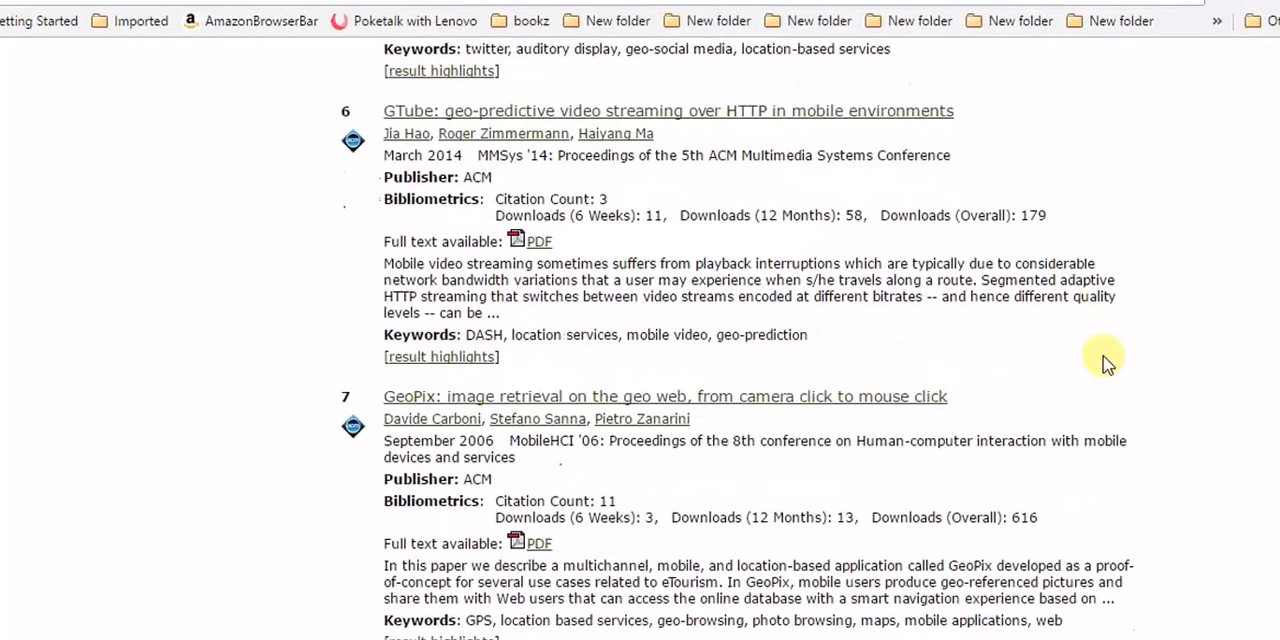 etting Started Imported AmazonBrowserBar Poketalk with Lenovo bookz New folder New folder New folder New folder New folder New folder »
Keywords: twitter, auditory display, geo-social media, location-based services
[result highlights]
6 GTube: geo-predictive video streaming over HTTP in mobile environments
Jia Hao, Roger Zimmermann, Haiyang Ma
March 2014 MMSys '14: Proceedings of the 5th ACM Multimedia Systems Conference
Publisher: ACM
Bibliometrics: Citation Count: 3
Downloads (6 Weeks): 11, Downloads (12 Months): 58, Downloads (Overall): 179
Full text available: PDF
Mobile video streaming sometimes suffers from playback interruptions which are typically due to considerable
network bandwidth variations that a user may experience when s/he travels along a route. Segmented adaptive
HTTP streaming that switches between video streams encoded at different bitrates -- and hence different quality
levels -- can be ...
Keywords: DASH, location services, mobile video, geo-prediction
[result highlights]
7 GeoPix: image retrieval on the geo web, from camera click to mouse click
Davide Carboni, Stefano Sanna, Pietro Zanarini
September 2006 MobileHCI '06: Proceedings of the 8th conference on Human-computer interaction with mobile
devices and services
Publisher: ACM
Bibliometrics: Citation Count: 11
Downloads (6 Weeks): 3, Downloads (12 Months): 13, Downloads (Overall): 616
Full text available: PDF
In this paper we describe a multichannel, mobile, and location-based application called GeoPix developed as a proof-
of-concept for several use cases related to eTourism. In GeoPix, mobile users produce geo-referenced pictures and
share them with Web users that can access the online database with a smart navigation experience based on ...
Keywords: GPS, location based services, geo-browsing, photo browsing, maps, mobile applications, web